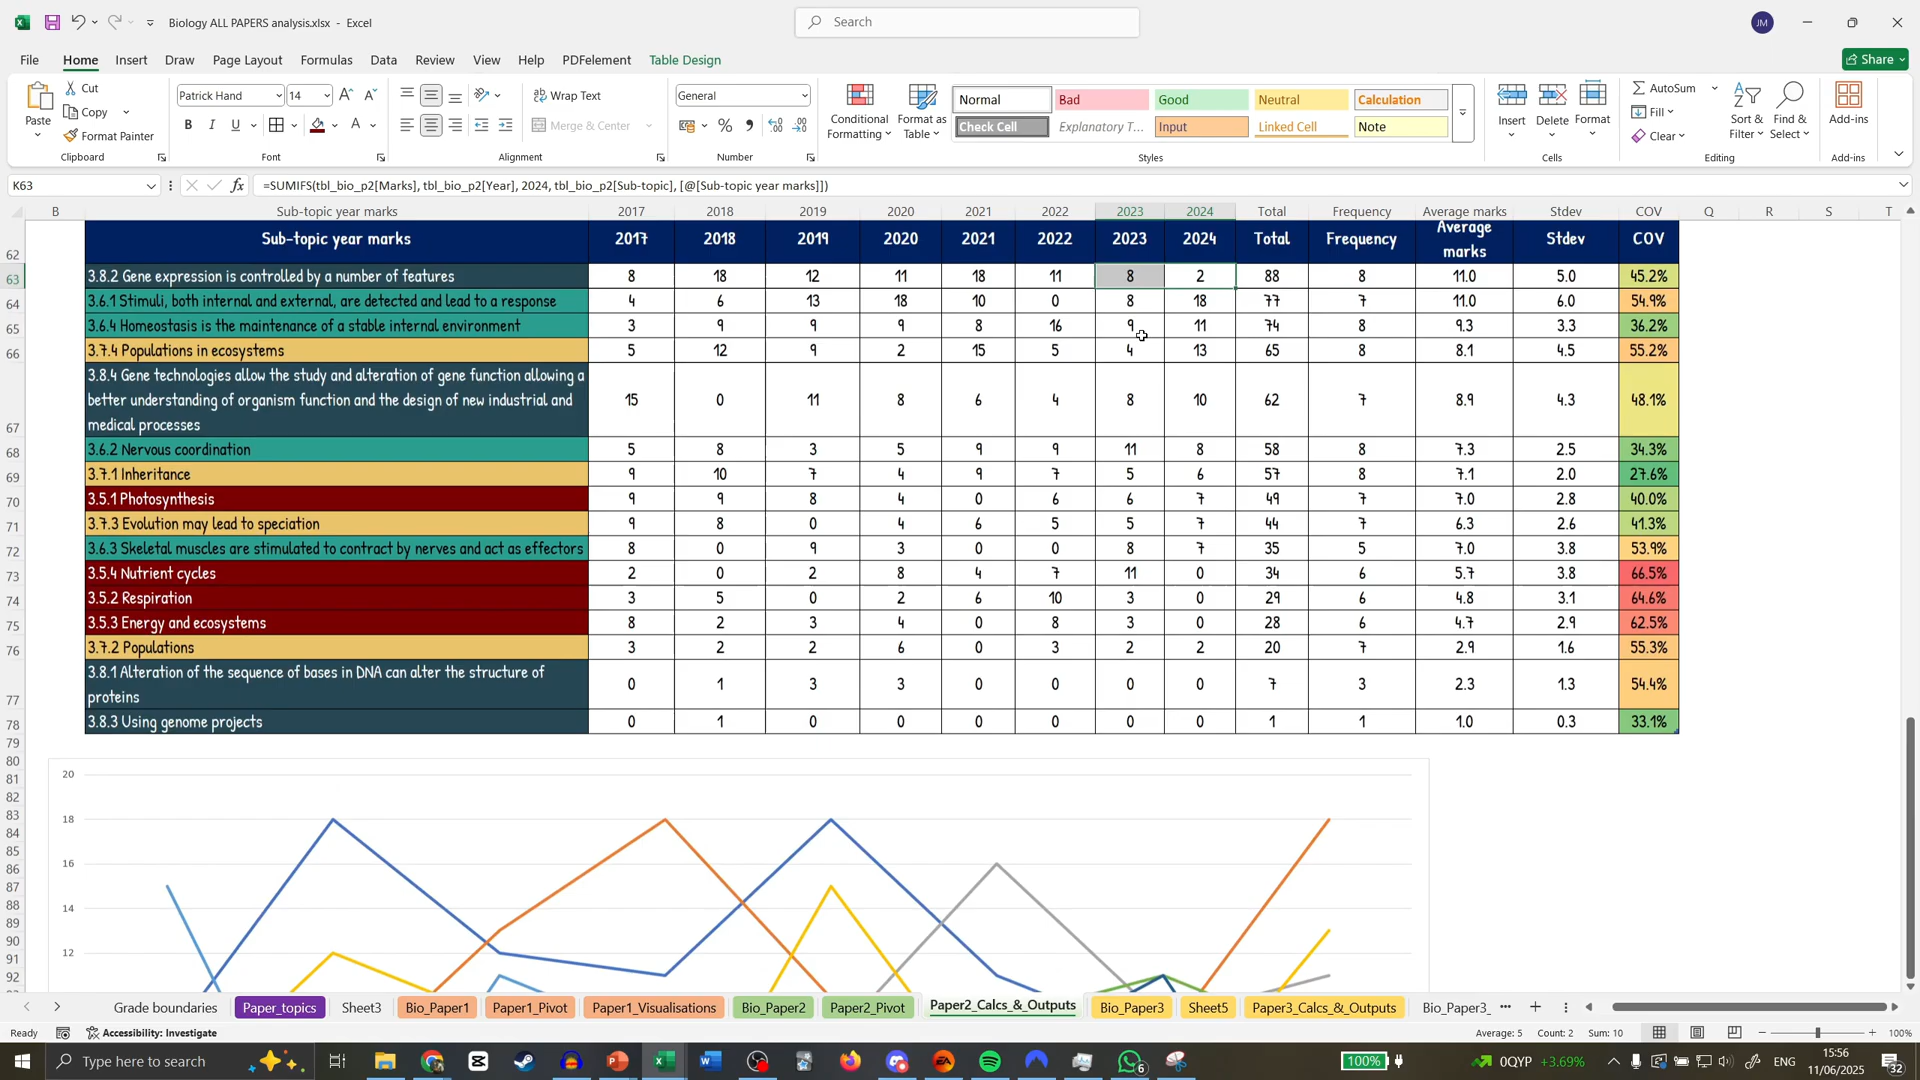 Biology ALL PAPERS analysis.xlsx - Excel
Search
JM
File Home Insert Draw Page Layout Formulas Data Review View Help PDFelement Table Design
Share
Paste
Cut
Copy
Format Painter
Clipboard
Patrick Hand 14
Font
Wrap Text
Merge & Center
Alignment
General
Number
Conditional Formatting
Format as Table
Normal Bad Good Neutral Calculation
Check Cell Explanatory T... Input Linked Cell Note
Styles
Insert Delete Format
Cells
AutoSum
Fill
Clear
Sort & Filter
Find & Select
Editing
Add-ins
Add-ins
K63 =SUMIFS(tbl_bio_p2[Marks], tbl_bio_p2[Year], 2024, tbl_bio_p2[Sub-topic], [@[Sub-topic year marks]])
B Sub-topic year marks 2017 2018 2019 2020 2021 2022 2023 2024 Total Frequency Average marks Stdev COV Q R S T
62 Sub-topic year marks 2017 2018 2019 2020 2021 2022 2023 2024 Total Frequency Average marks Stdev COV
63 3.8.2 Gene expression is controlled by a number of features 8 18 12 11 18 11 8 2 88 8 11.0 5.0 45.2%
64 3.6.1 Stimuli, both internal and external, are detected and lead to a response 4 6 13 18 10 0 8 18 77 7 11.0 6.0 54.9%
65 3.6.4 Homeostasis is the maintenance of a stable internal environment 3 9 9 9 8 16 9 11 74 8 9.3 3.3 36.2%
66 3.7.4 Populations in ecosystems 5 12 9 2 15 5 4 13 65 8 8.1 4.5 55.2%
3.8.4 Gene technologies allow the study and alteration of gene function allowing a
better understanding of organism function and the design of new industrial and
medical processes
67 15 0 11 8 6 4 8 10 62 7 8.9 4.3 48.1%
68 3.6.2 Nervous coordination 5 8 3 5 9 9 11 8 58 8 7.3 2.5 34.3%
69 3.7.1 Inheritance 9 10 7 4 9 7 5 6 57 8 7.1 2.0 27.6%
70 3.5.1 Photosynthesis 9 9 8 4 0 6 6 7 49 7 7.0 2.8 40.0%
71 3.7.3 Evolution may lead to speciation 9 8 0 4 6 5 5 7 44 7 6.3 2.6 41.3%
72 3.6.3 Skeletal muscles are stimulated to contract by nerves and act as effectors 8 0 9 3 0 0 8 7 35 5 7.0 3.8 53.9%
73 3.5.4 Nutrient cycles 2 0 2 8 4 7 11 0 34 6 5.7 3.8 66.5%
74 3.5.2 Respiration 3 5 0 2 6 10 3 0 29 6 4.8 3.1 64.6%
75 3.5.3 Energy and ecosystems 8 2 3 4 0 8 3 0 28 6 4.7 2.9 62.5%
76 3.7.2 Populations 3 2 2 6 0 3 2 2 20 7 2.9 1.6 55.3%
3.8.1 Alteration of the sequence of bases in DNA can alter the structure of
proteins
77 0 1 3 3 0 0 0 0 7 3 2.3 1.3 54.4%
78 3.8.3 Using genome projects 0 1 0 0 0 0 0 0 1 1 1.0 0.3 33.1%
79
80
81
82
83
84
85
86
87
88
89
90
91
92
20
18
16
14
12
Grade boundaries Paper_topics Sheet3 Bio_Paper1 Paper1_Pivot Paper1_Visualisations Bio_Paper2 Paper2_Pivot Paper2_Calcs_&_Outputs Bio_Paper3 Sheet5 Paper3_Calcs_&_Outputs Bio_Paper3_ ...
Ready Accessibility: Investigate Average: 5 Count: 2 Sum: 10 100%
Type here to search 6 100% 0QYP +3.69% ENG 15:56
11/06/2025 32